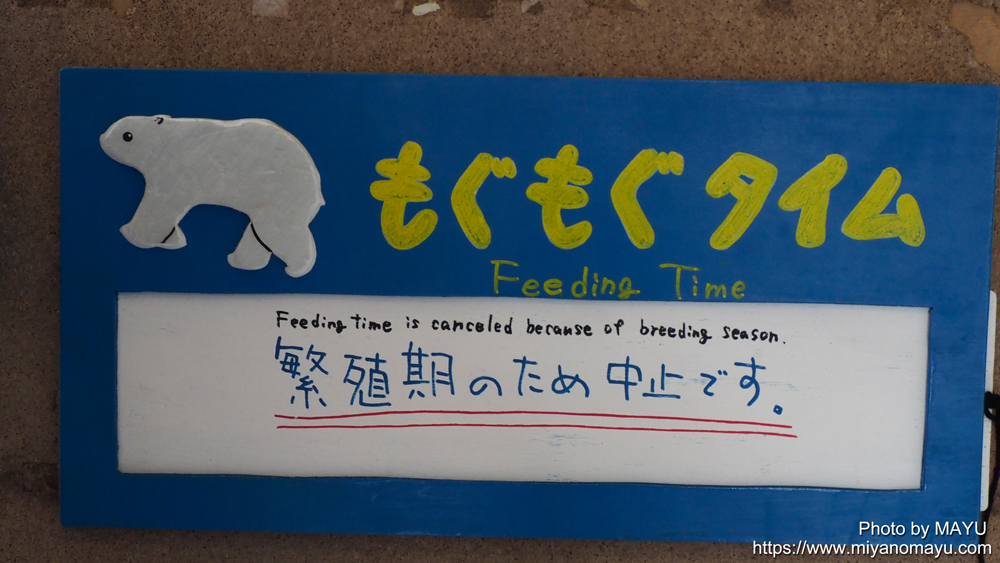 もぐもぐタイム
Feeding Time
Feeding time is canceled because of breeding season.
繁殖期のため中止です。
Photo by MAYU
https://www.miyanomayu.com